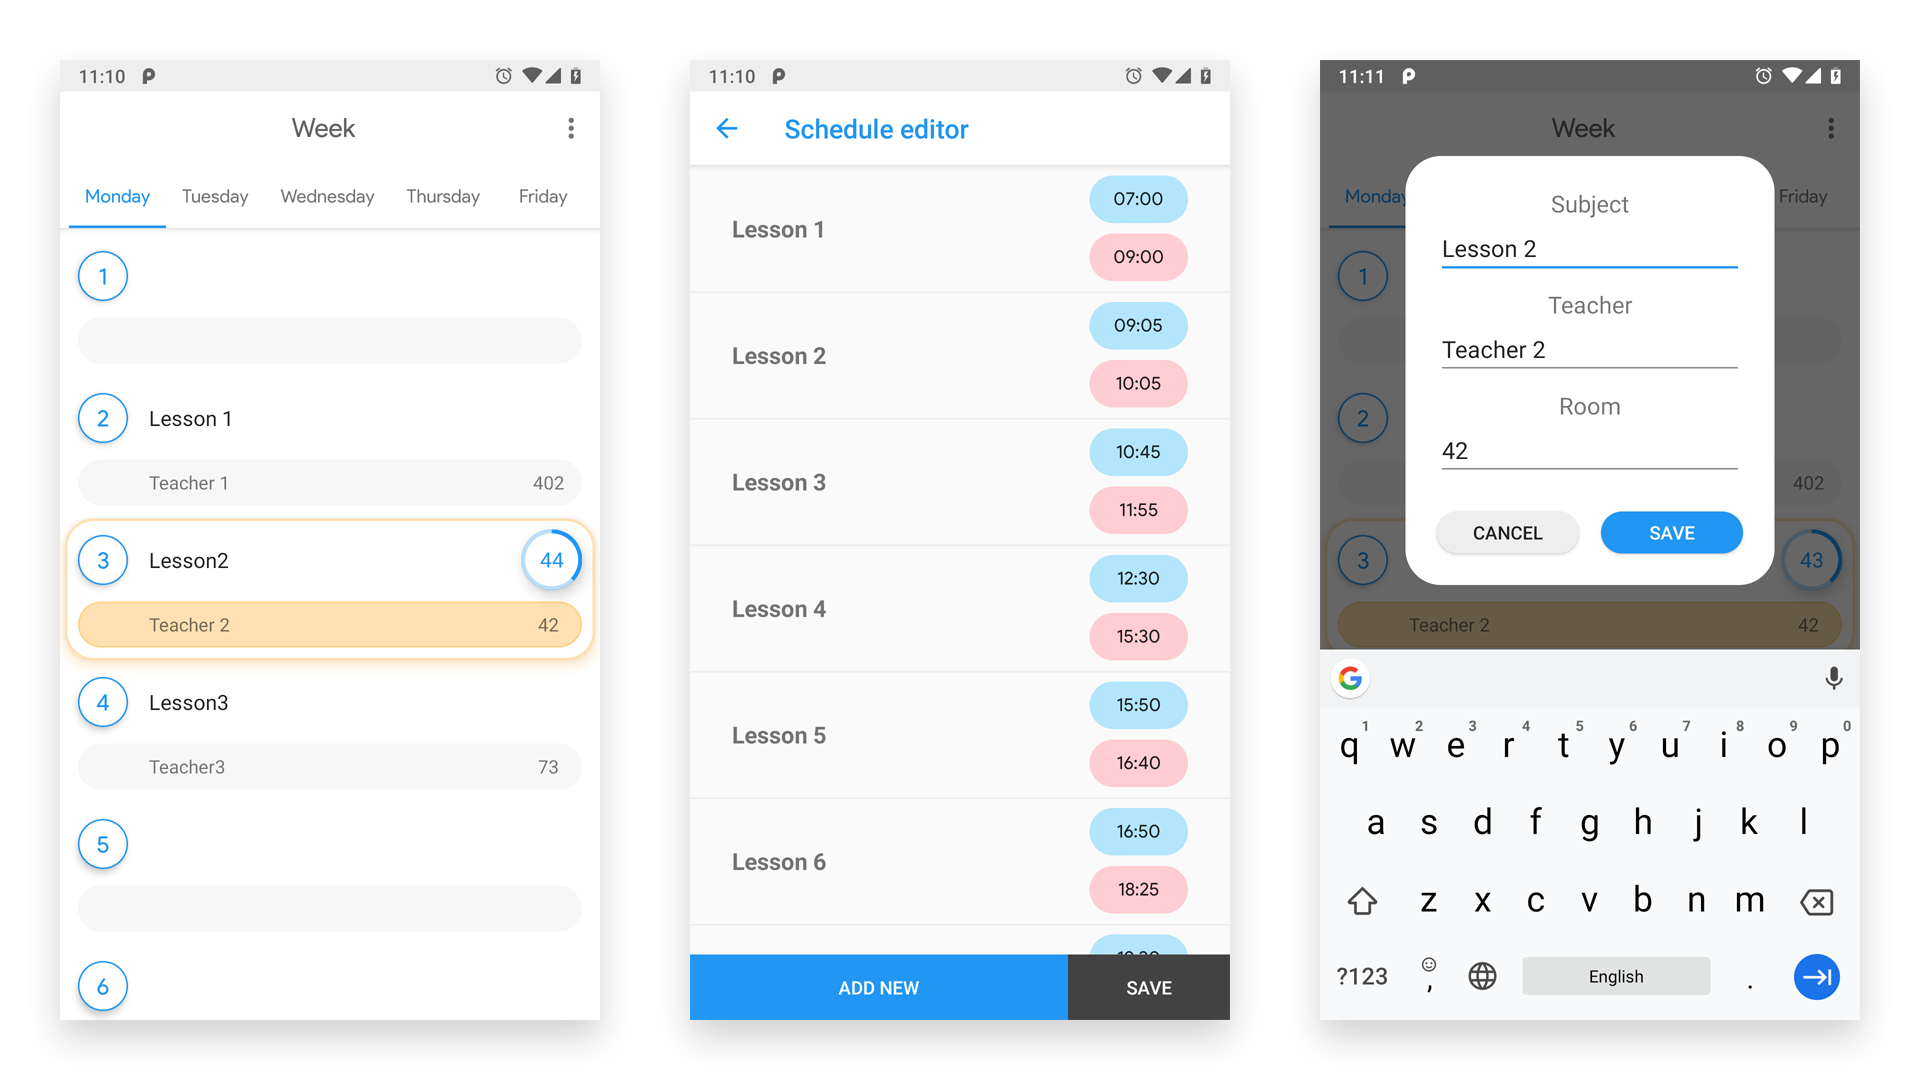 11:10
Week
Monday Tuesday Wednesday Thursday Friday
1
2 Lesson 1
Teacher 1 402
3 Lesson2 44
Teacher 2 42
4 Lesson3
Teacher3 73
5
6
11:10
Schedule editor
07:00
Lesson 1
09:00
09:05
Lesson 2
10:05
10:45
Lesson 3
11:55
12:30
Lesson 4
15:30
15:50
Lesson 5
16:40
16:50
Lesson 6
18:25
ADD NEW SAVE
11:11
Week
Monday Friday
Subject
Lesson 2
Teacher
Teacher 2
Room
42
CANCEL SAVE
1
2
402
3 43
Teacher 2 42
G
1 2 3 4 5 6 7 8 9 0
q w e r t y u i o p
a s d f g h j k l
z x c v b n m
?123 , English .